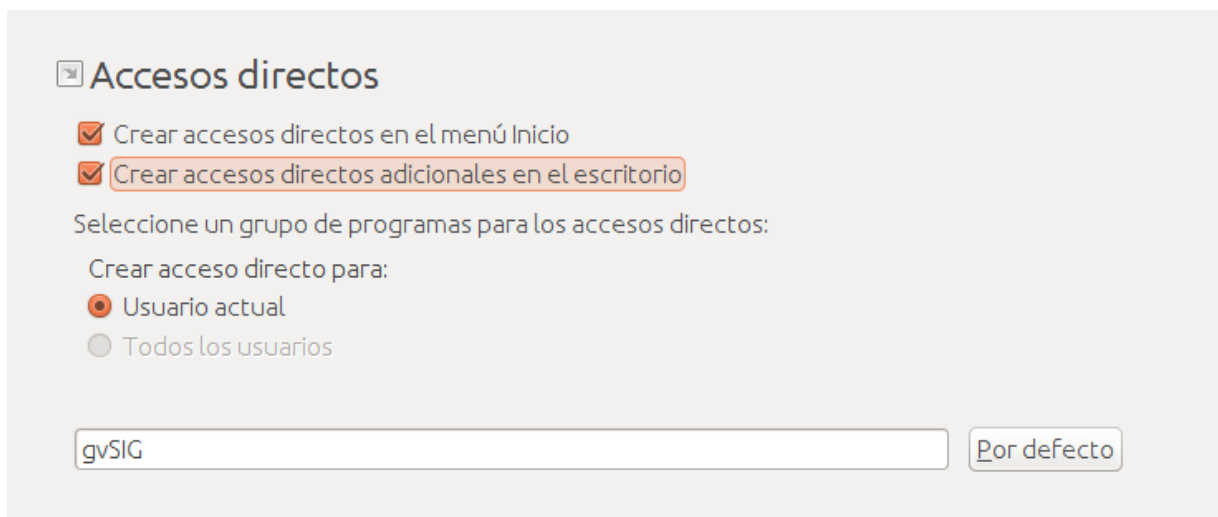 Accesos directos
Crear accesos directos en el menú Inicio
Crear accesos directos adicionales en el escritorio
Seleccione un grupo de programas para los accesos directos:
Crear acceso directo para:
Usuario actual
Todos los usuarios
gvSIG Por defecto